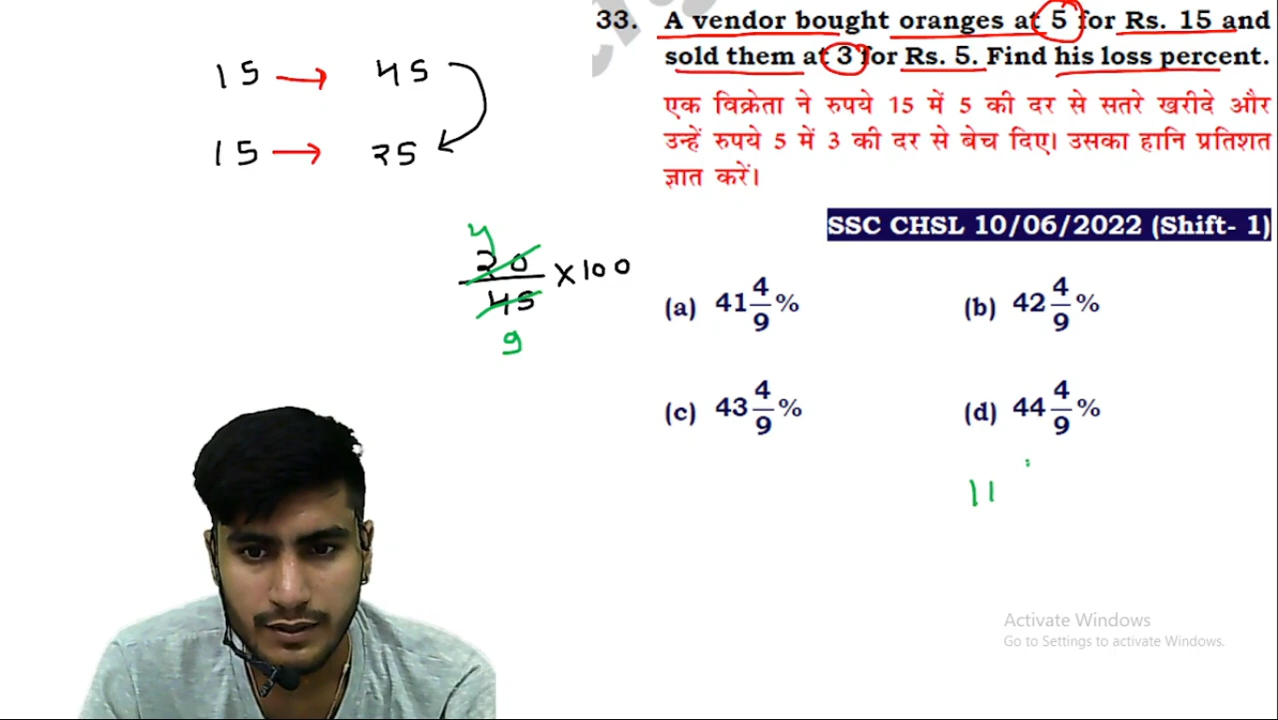 33. A vendor bought oranges at 5 for Rs. 15 and
sold them at 3 for Rs. 5. Find his loss percent.
एक विक्रेता ने रुपये 15 में 5 की दर से सतरे खरीदे और
उन्हें रुपये 5 में 3 की दर से बेच दिए। उसका हानि प्रतिशत
ज्ञात करें।
SSC CHSL 10/06/2022 (Shift- 1)
(a) 41 4/9 %
(b) 42 4/9 %
(c) 43 4/9 %
(d) 44 4/9 %
15 → 45
15 → 25
4
20/45 × 100
9
11
Activate Windows
Go to Settings to activate Windows.